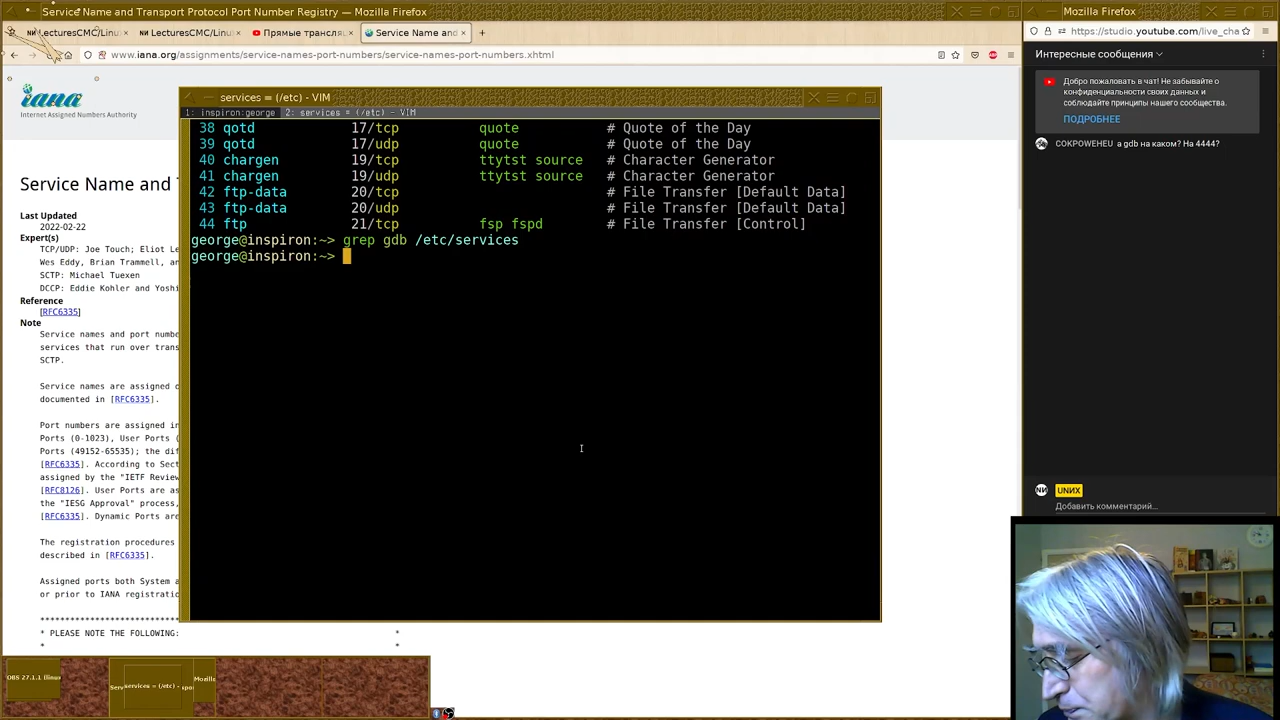 Service Name and Transport Protocol Port Number Registry — Mozilla Firefox
Mozilla Firefox
LecturesCMC/Linu
LecturesCMC/Linu
Прямые трансляц
Service Name and
https://studio.youtube.com/live_cha
www.iana.org/assignments/service-names-port-numbers/service-names-port-numbers.xhtml
Интересные сообщения
iana
Internet Assigned Numbers Authority
Добро пожаловать в чат! Не забывайте о
конфиденциальности своих данных и
соблюдайте принципы нашего сообщества.
ПОДРОБНЕЕ
COKPOWEHEU а gdb на каком? На 4444?
services = (/etc) - VIM
1: inspiron:george 2: services = (/etc) - VIM
38 qotd 17/tcp quote # Quote of the Day
39 qotd 17/udp quote # Quote of the Day
40 chargen 19/tcp ttytst source # Character Generator
41 chargen 19/udp ttytst source # Character Generator
42 ftp-data 20/tcp # File Transfer [Default Data]
43 ftp-data 20/udp # File Transfer [Default Data]
44 ftp 21/tcp fsp fspd # File Transfer [Control]
george@inspiron:~> grep gdb /etc/services
george@inspiron:~>
Service Name and T
Last Updated
2022-02-22
Expert(s)
TCP/UDP: Joe Touch; Eliot Le
Wes Eddy, Brian Trammell, an
SCTP: Michael Tuexen
DCCP: Eddie Kohler and Yoshi
Reference
[RFC6335]
Note
Service names and port numbe
services that run over trans
SCTP.
Service names are assigned o
documented in [RFC6335].
Port numbers are assigned in
Ports (0-1023), User Ports (
Ports (49152-65535); the dif
[RFC6335]. According to Sect
assigned by the "IETF Review
[RFC8126]. User Ports are as
the "IESG Approval" process,
[RFC6335]. Dynamic Ports are
The registration procedures
described in [RFC6335].
Assigned ports both System a
or prior to IANA registratio
* PLEASE NOTE THE FOLLOWING: *
* *
UNИX
Добавить комментарий...
OBS 27.1.1 (linux
services = (/etc) -
Mozilla